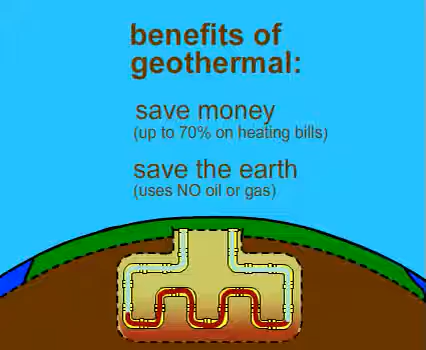 benefits of
geothermal:
save money
(up to 70% on heating bills)
save the earth
(uses NO oil or gas)